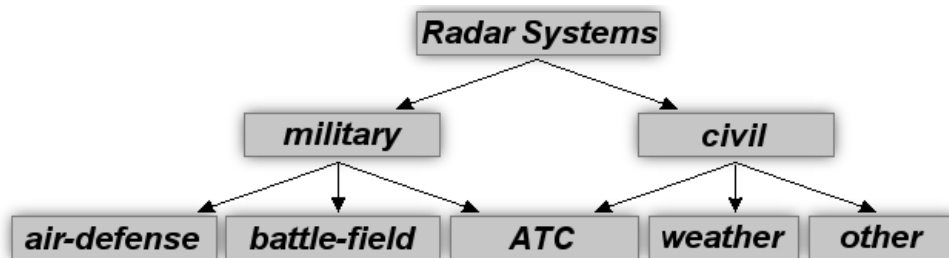 Radar Systems
military
civil
air-defense
battle-field
ATC
weather
other